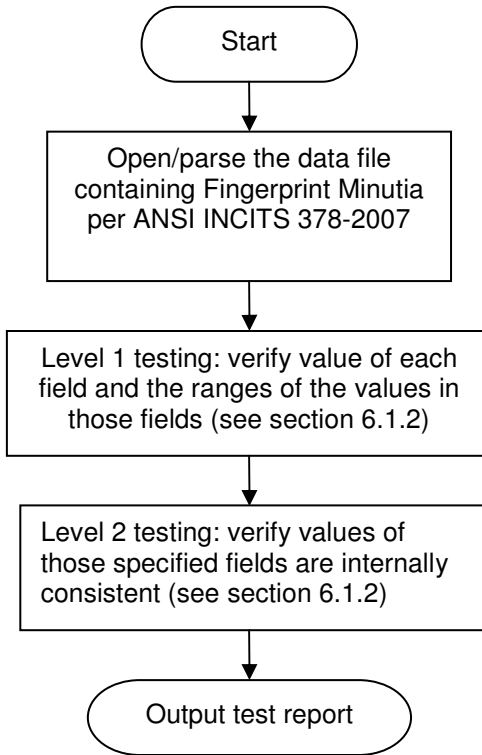 Start
Open/parse the data file
containing Fingerprint Minutia
per ANSI INCITS 378-2007
Level 1 testing: verify value of each
field and the ranges of the values in
those fields (see section 6.1.2)
Level 2 testing: verify values of
those specified fields are internally
consistent (see section 6.1.2)
Output test report